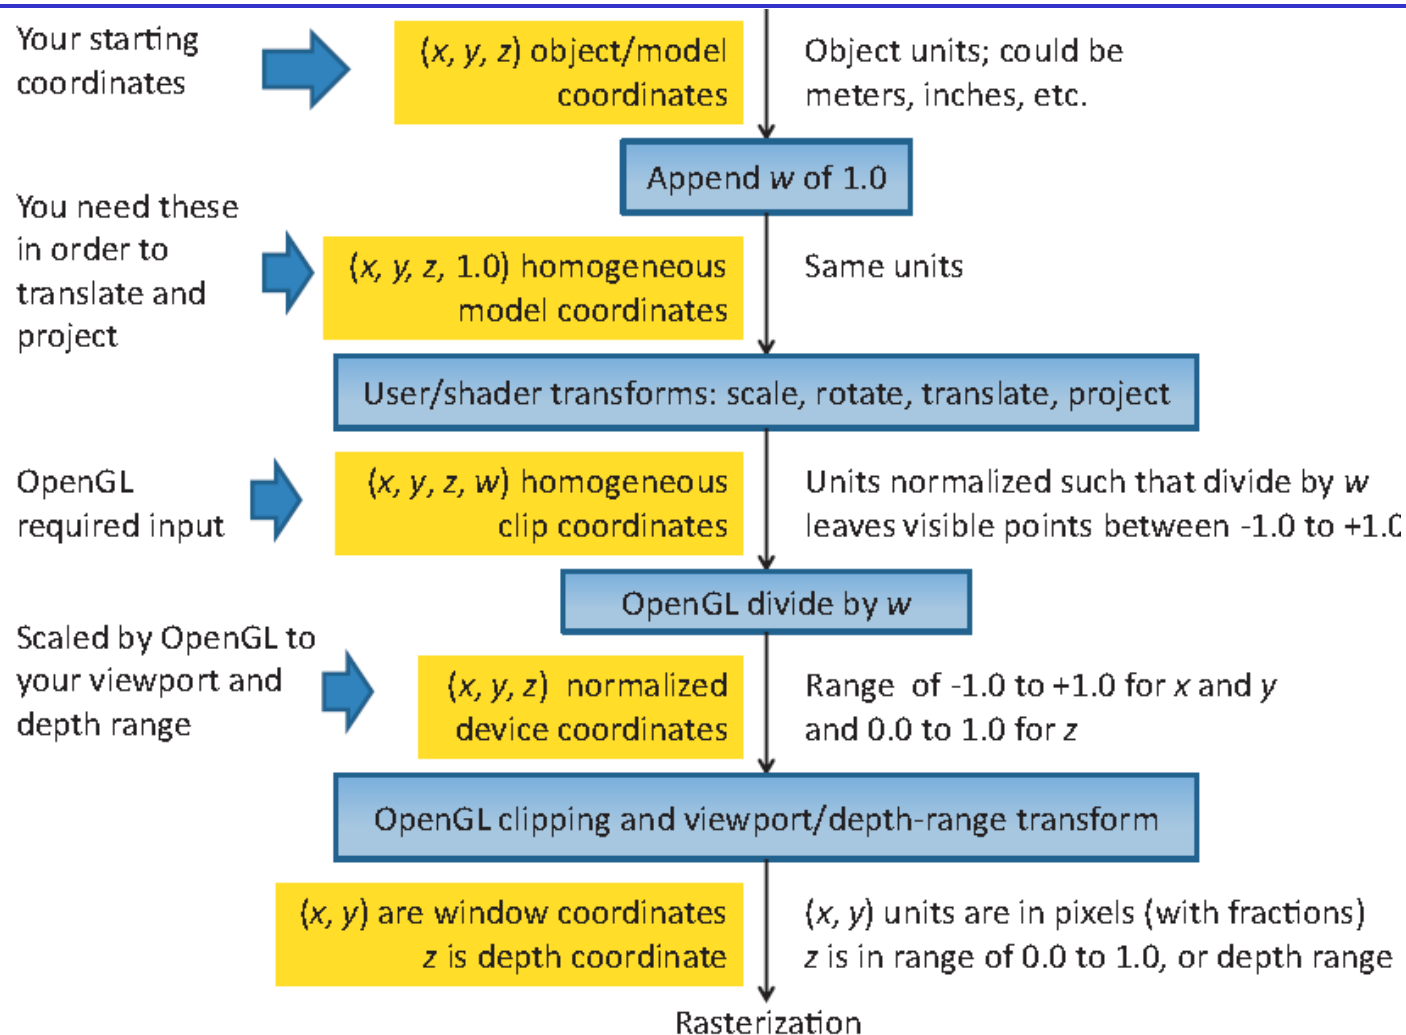 Your starting
coordinates
(x, y, z) object/model
coordinates
Object units; could be
meters, inches, etc.
Append w of 1.0
You need these
in order to
translate and
project
(x, y, z, 1.0) homogeneous
model coordinates
Same units
User/shader transforms: scale, rotate, translate, project
OpenGL
required input
(x, y, z, w) homogeneous
clip coordinates
Units normalized such that divide by w
leaves visible points between -1.0 to +1.0
OpenGL divide by w
Scaled by OpenGL to
your viewport and
depth range
(x, y, z) normalized
device coordinates
Range of -1.0 to +1.0 for x and y
and 0.0 to 1.0 for z
OpenGL clipping and viewport/depth-range transform
(x, y) are window coordinates
z is depth coordinate
(x, y) units are in pixels (with fractions)
z is in range of 0.0 to 1.0, or depth range
Rasterization